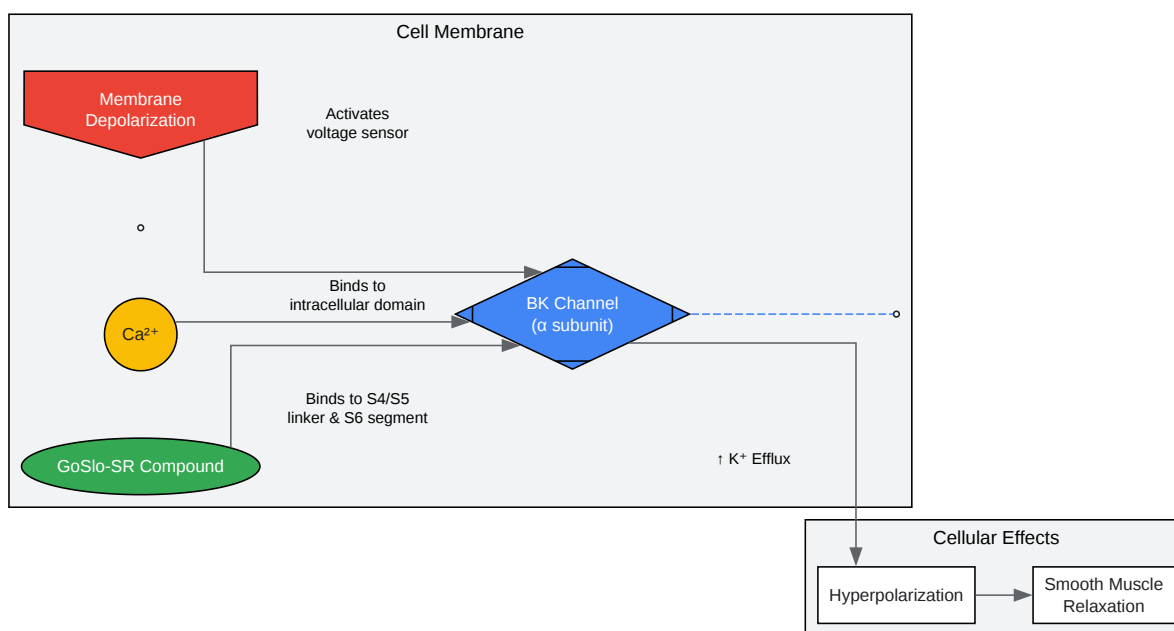 Cell Membrane
Membrane
Depolarization
Activates
voltage sensor
Binds to
intracellular domain
Ca²⁺
BK Channel
(α subunit)
Binds to S4/S5
linker & S6 segment
GoSlo-SR Compound
↑ K⁺ Efflux
Cellular Effects
Hyperpolarization
Smooth Muscle
Relaxation